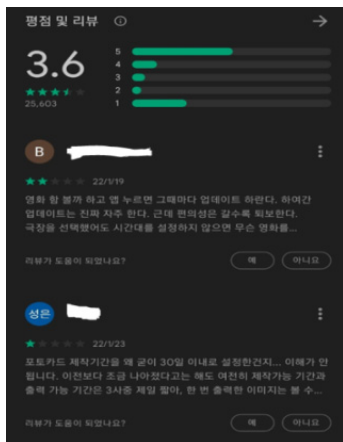 평점 및 리뷰
3.6
25,603
5
4
3
2
1
B
22/1/19
영화 함 볼까 하고 앱 누르면 그때마다 업데이트 하란다. 하여간
업데이트는 진짜 자주 한다. 근데 편의성은 갈수록 퇴보한다.
극장을 선택했어도 시간대를 설정하지 않으면 무슨 영화를...
리뷰가 도움이 되었나요?
예
아니요
성은
22/1/23
포토카드 제작기간을 왜 굳이 30일 이내로 설정한건지... 이해가 안
됩니다. 이전보다 조금 나아졌다고는 해도 여전히 제작가능 기간과
출력 가능 기간은 3사중 제일 짧아, 한 번 출력한 이미지는 볼 수...
리뷰가 도움이 되었나요?
예
아니요